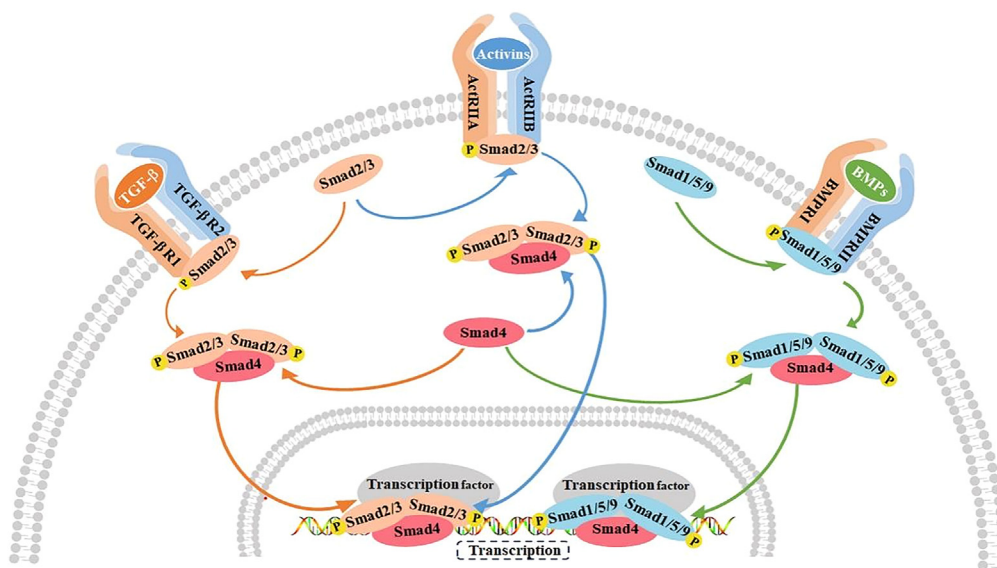 Activins
ActRIIA
ActRIIB
P
Smad2/3
Smad2/3
Smad1/5/9
TGF-β
TGF-βR2
TGF-βR1
Smad2/3
P
BMPs
BMPRI
BMPRII
P
Smad1/5/9
P
Smad2/3
Smad2/3
P
Smad4
Smad4
P
Smad2/3
Smad2/3
P
Smad4
P
Smad1/5/9
Smad1/5/9
P
Smad4
Transcription factor
P
Smad2/3
Smad2/3
P
Smad4
Transcription factor
P
Smad1/5/9
Smad1/5/9
P
Smad4
Transcription